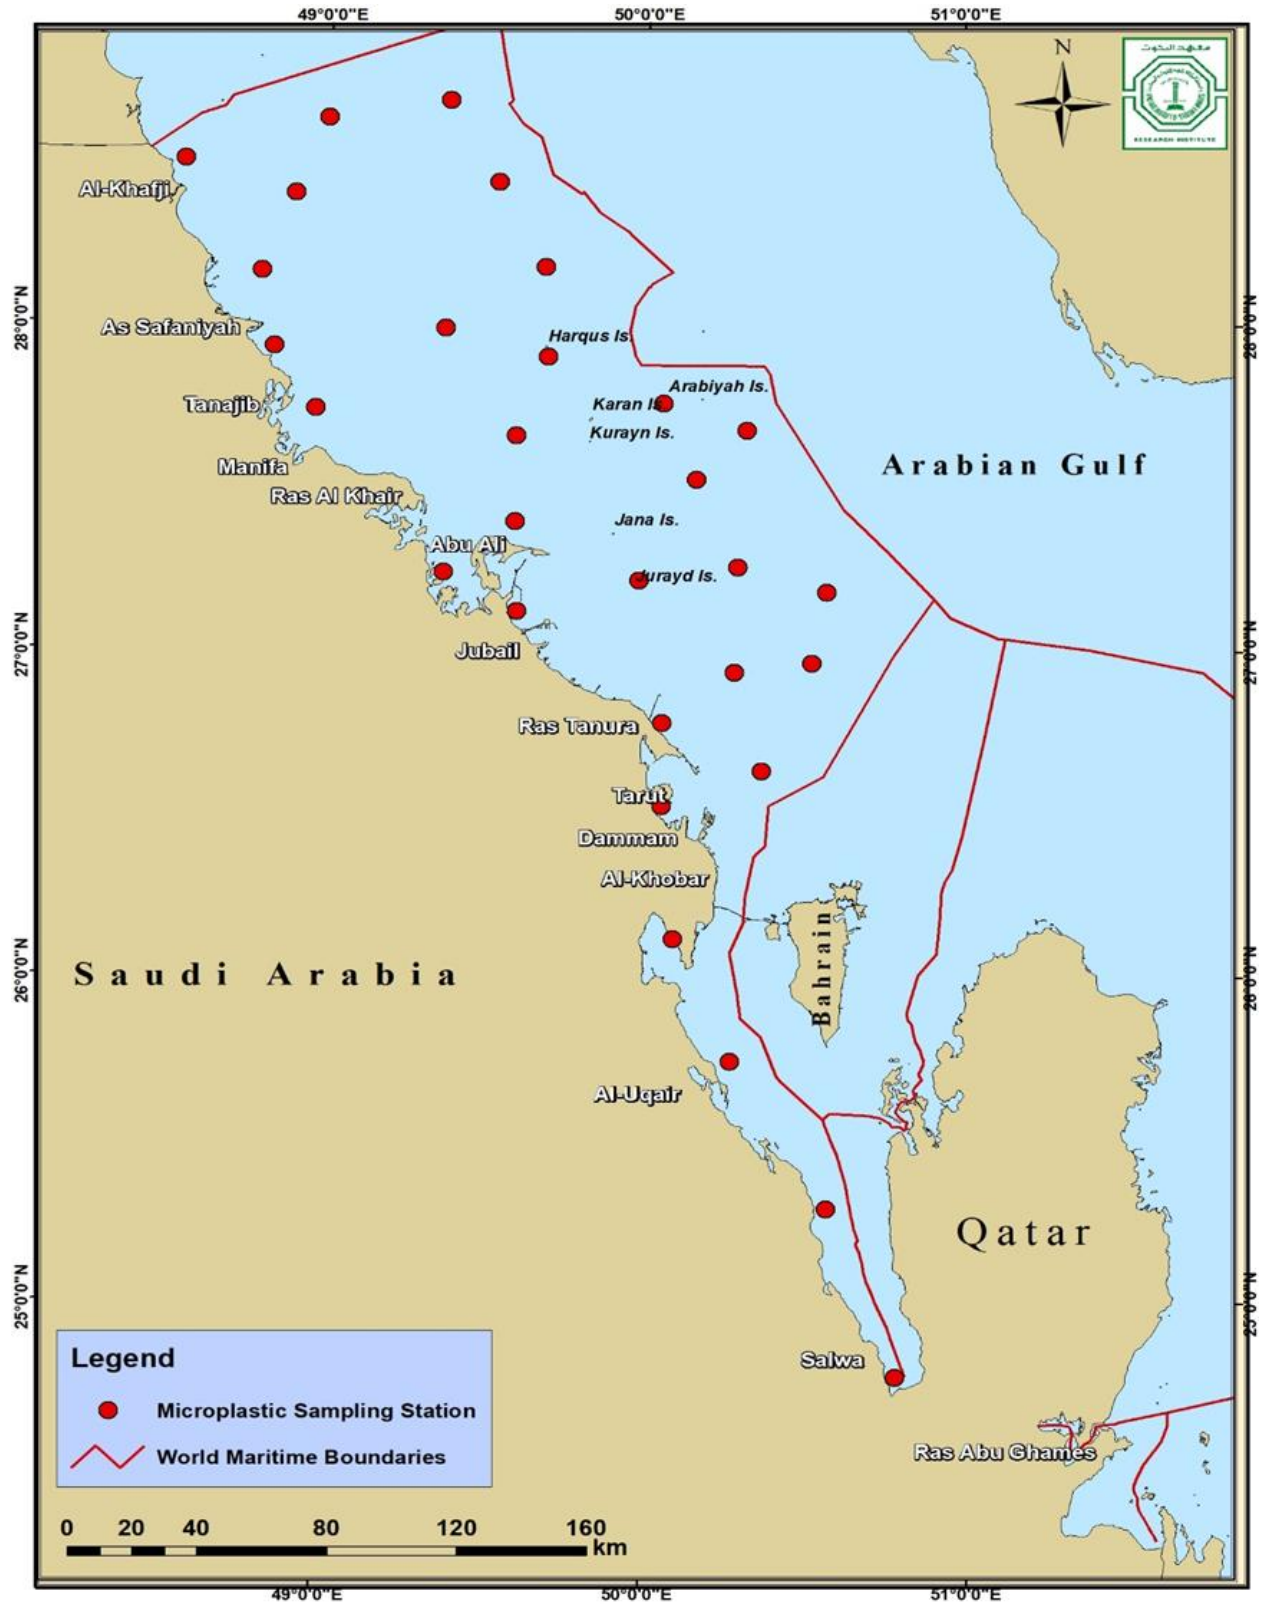 49°0'0"E 50°0'0"E 51°0'0"E
N
معهد البحوث
RESEARCH INSTITUTE
Al-Khafji
28°0'0"N
28°0'0"N
As Safaniyah
Harqus Is.
Arabiyah Is.
Tanajib
Karan Is.
Kurayn Is.
Manifa
Arabian Gulf
Ras Al Khair
Jana Is.
Abu Ali
Jurayd Is.
27°0'0"N
27°0'0"N
Jubail
Ras Tanura
Tarut
Dammam
Al-Khobar
Bahrain
26°0'0"N
26°0'0"N
Saudi Arabia
Al-Uqair
Qatar
25°0'0"N
25°0'0"N
Salwa
Legend
Microplastic Sampling Station
World Maritime Boundaries
Ras Abu Ghames
0 20 40 80 120 160
km
49°0'0"E 50°0'0"E 51°0'0"E